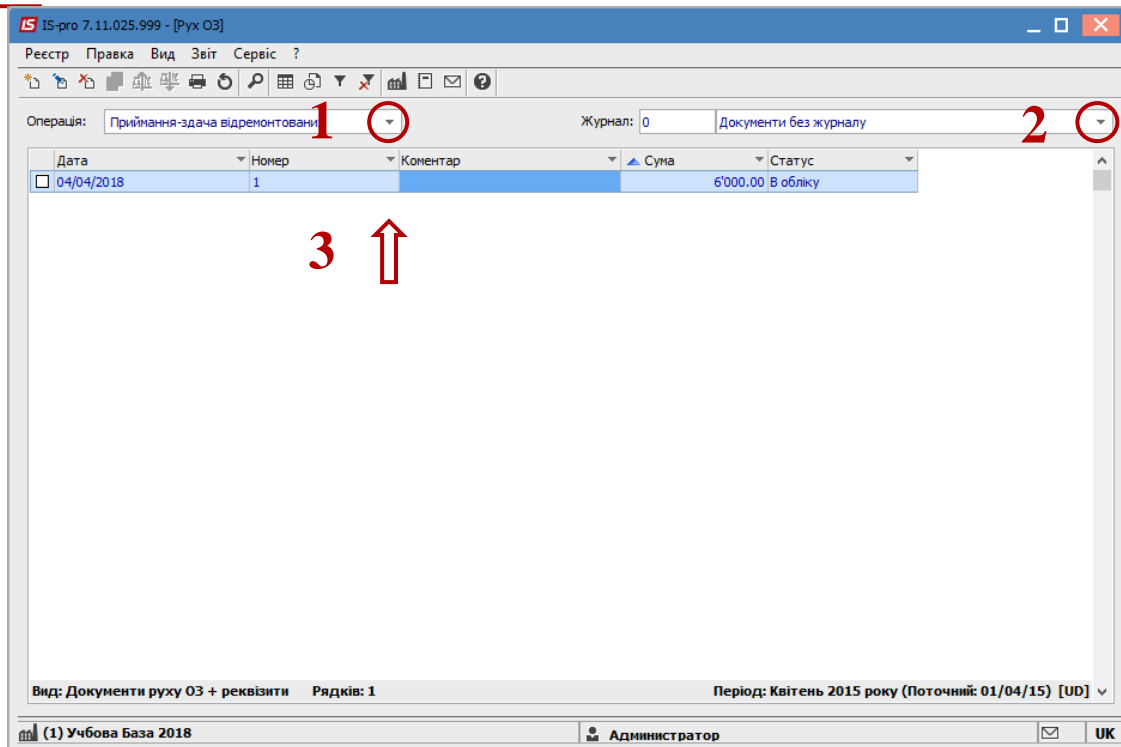 IS-pro 7.11.025.999 - [Рух ОЗ]
Реєстр Правка Вид Звіт Сервіс ?
Операція: Приймання-здача відремонтовани 1 Журнал: 0 Документи без журналу 2
Дата Номер Коментар Сума Статус
04/04/2018 1 6'000.00 В обліку
3
Вид: Документи руху ОЗ + реквізити Рядків: 1 Період: Квітень 2015 року (Поточний: 01/04/15) [UD]
(1) Учбова База 2018 Администратор UK